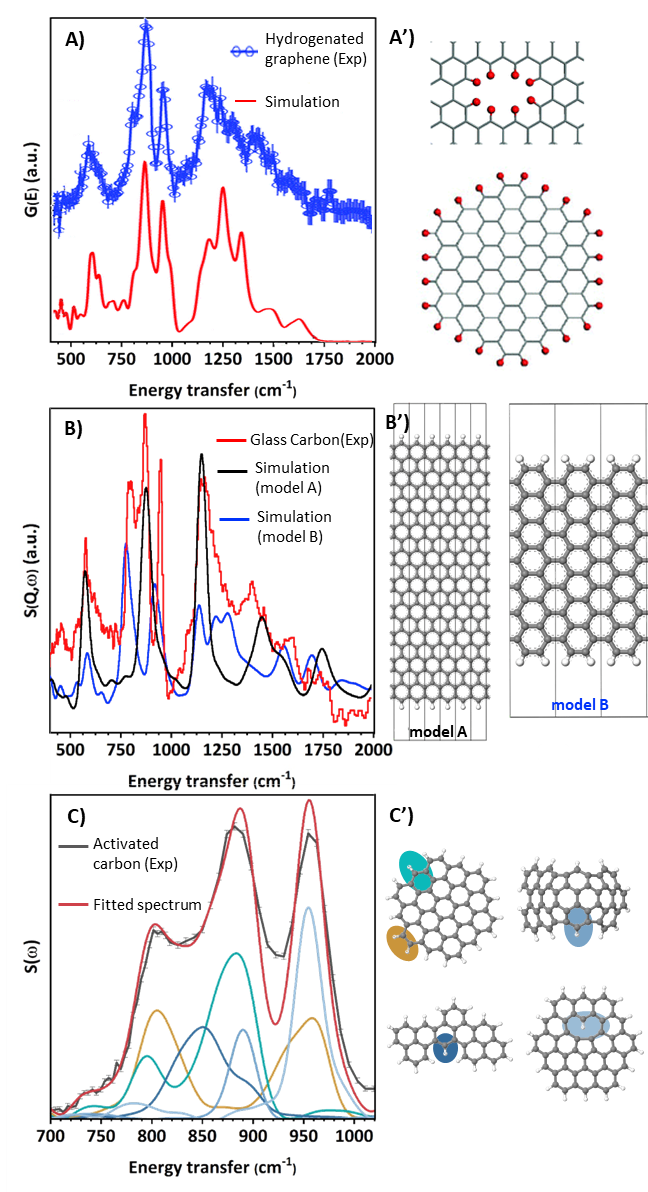 A)
Hydrogenated
graphene (Exp)
Simulation
G(E) (a.u.)
500 750 1000 1250 1500 1750 2000
Energy transfer (cm-1)
A’)
B)
Glass Carbon(Exp)
Simulation
(model A)
Simulation
(model B)
S(Q,ω) (a.u.)
500 750 1000 1250 1500 1750 2000
Energy transfer (cm-1)
B’)
model A
model B
C)
Activated
carbon (Exp)
Fitted spectrum
S(ω)
700 750 800 850 900 950 1000
Energy transfer (cm-1)
C’)